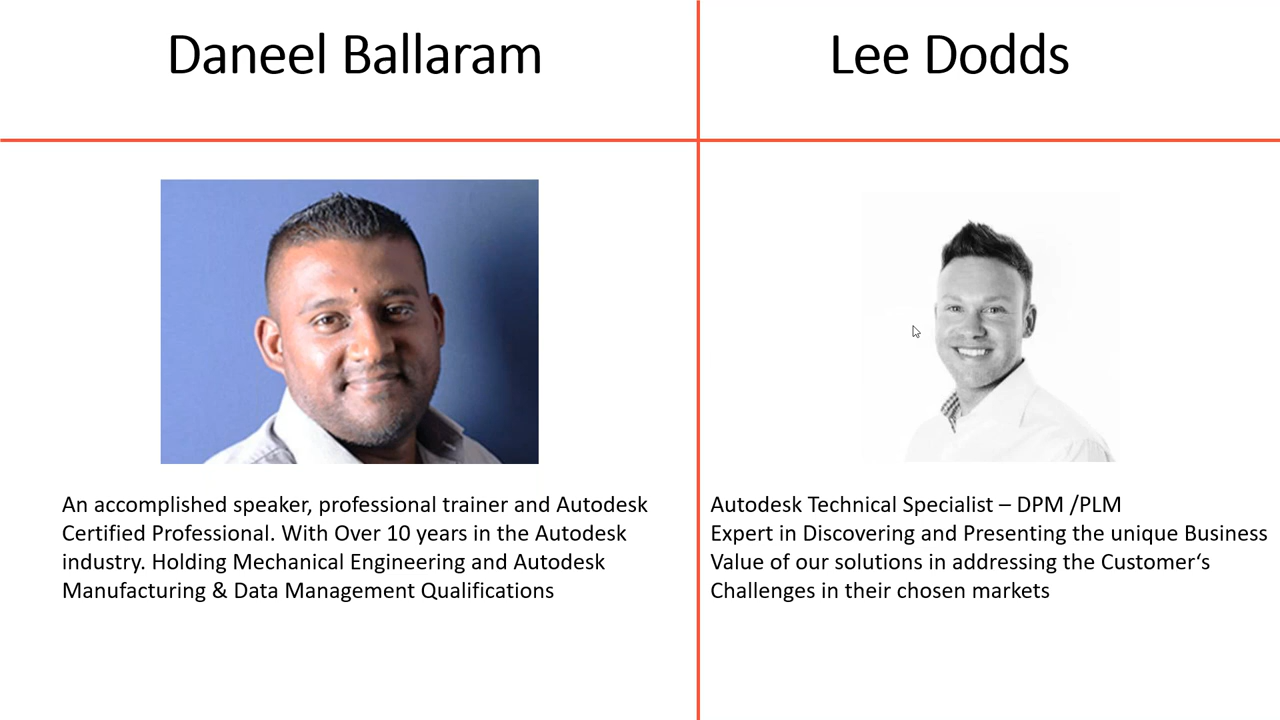 Daneel Ballaram
Lee Dodds
An accomplished speaker, professional trainer and Autodesk
Certified Professional. With Over 10 years in the Autodesk
industry. Holding Mechanical Engineering and Autodesk
Manufacturing & Data Management Qualifications
Autodesk Technical Specialist – DPM /PLM
Expert in Discovering and Presenting the unique Business
Value of our solutions in addressing the Customer‘s
Challenges in their chosen markets